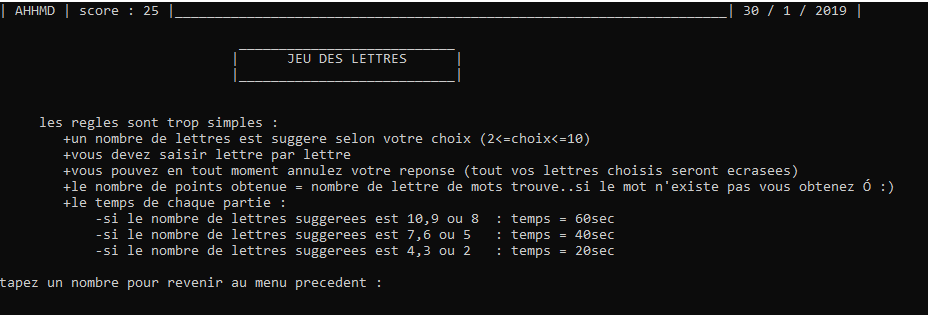 | AHHMD | score : 25 |_____________________________________________________________________| 30 / 1 / 2019 |
JEU DES LETTRES
les regles sont trop simples :
+un nombre de lettres est suggere selon votre choix (2<=choix<=10)
+vous devez saisir lettre par lettre
+vous pouvez en tout moment annulez votre reponse (tout vos lettres choisis seront ecrasees)
+le nombre de points obtenue = nombre de lettre de mots trouve..si le mot n'existe pas vous obtenez Ó :)
+le temps de chaque partie :
-si le nombre de lettres suggerees est 10,9 ou 8  : temps = 60sec
-si le nombre de lettres suggerees est 7,6 ou 5   : temps = 40sec
-si le nombre de lettres suggerees est 4,3 ou 2   : temps = 20sec
tapez un nombre pour revenir au menu precedent :